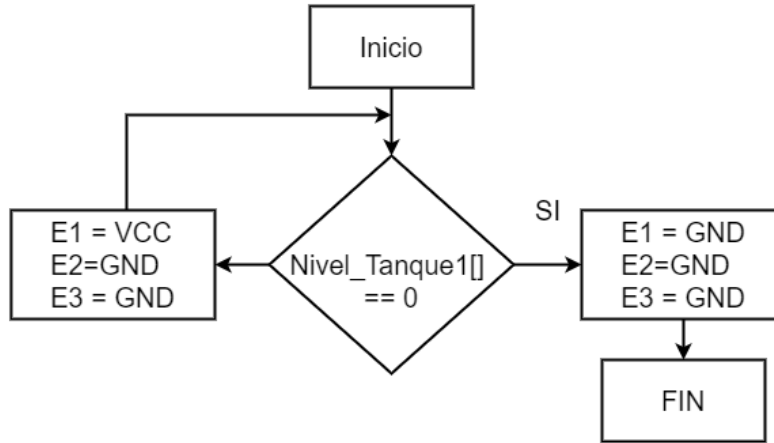 Inicio
E1 = VCC
E2=GND
E3 = GND
Nivel_Tanque1[]
== 0
SI
E1 = GND
E2=GND
E3 = GND
FIN